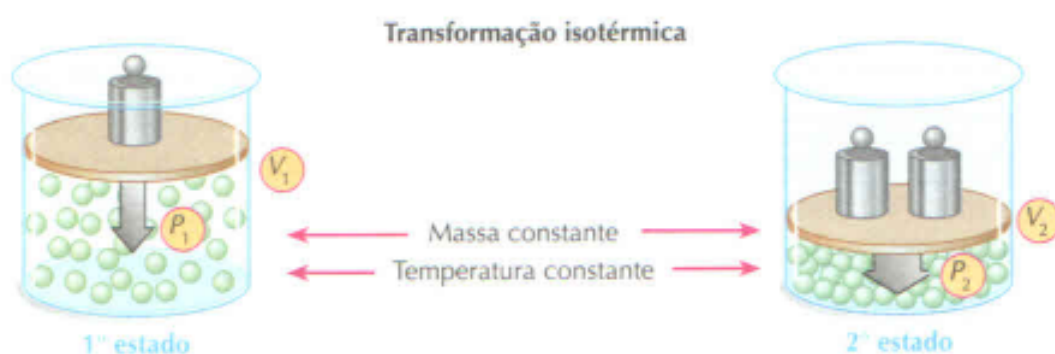 Transformação isotérmica
V₁
P₁
Massa constante
Temperatura constante
V₂
P₂
1º estado
2º estado